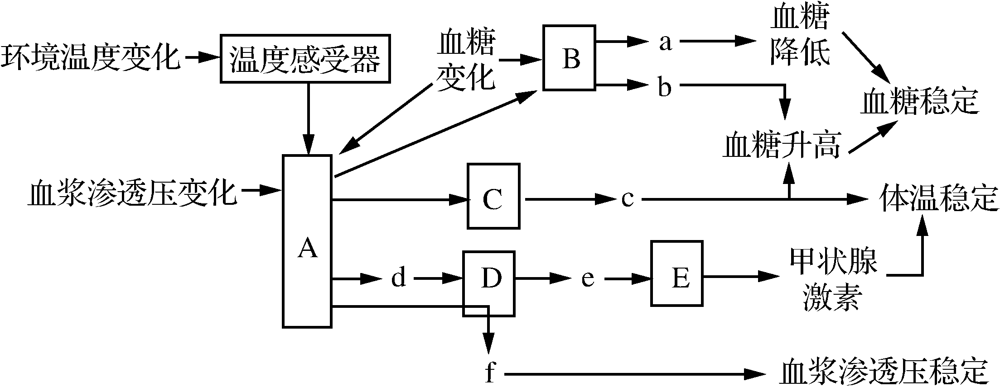 环境温度变化
温度感受器
血糖
变化
B
a
b
血糖
降低
血糖稳定
血糖升高
血浆渗透压变化
A
C
c
体温稳定
d
D
e
E
甲状腺
激素
f
血浆渗透压稳定